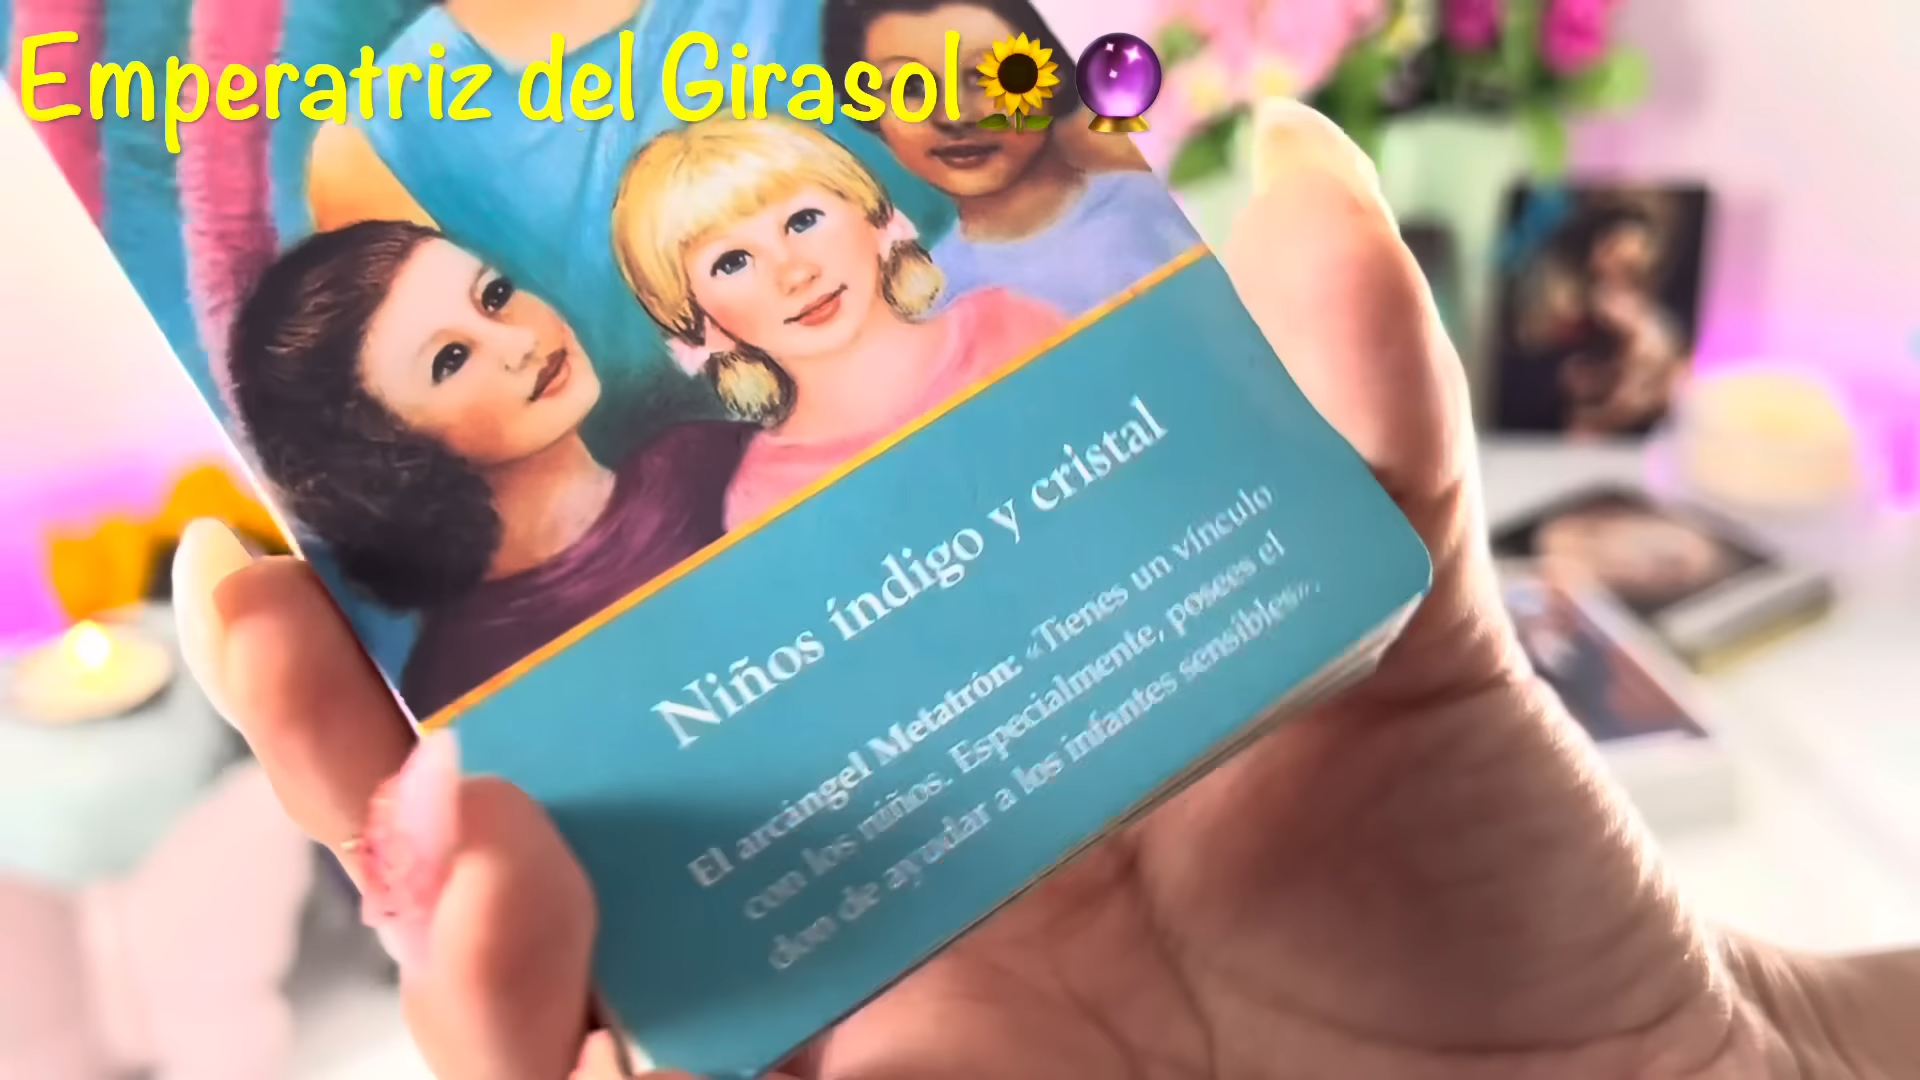 Emperatriz del Girasol🌻🔮
Niños índigo y cristal
El arcángel Metatrón: «Tienes un vínculo
con los niños. Especialmente, posees el
don de ayudar a los infantes sensibles».